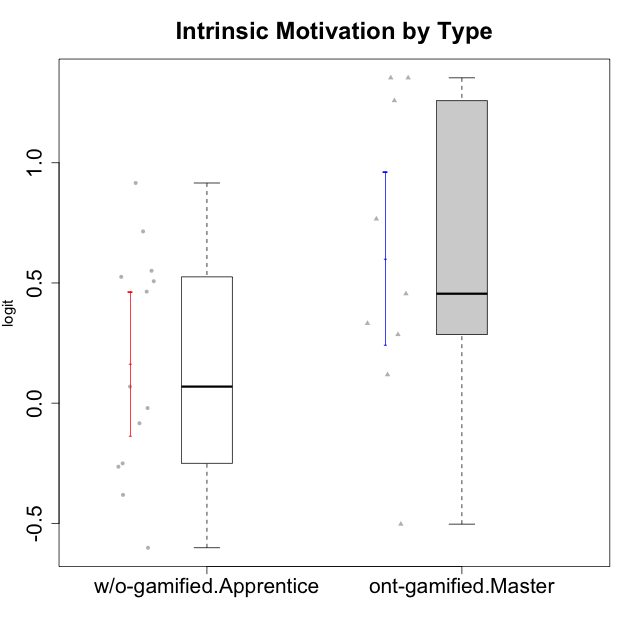 Intrinsic Motivation by Type
logit
1.0
0.5
0.0
-0.5
w/o-gamified.Apprentice
ont-gamified.Master